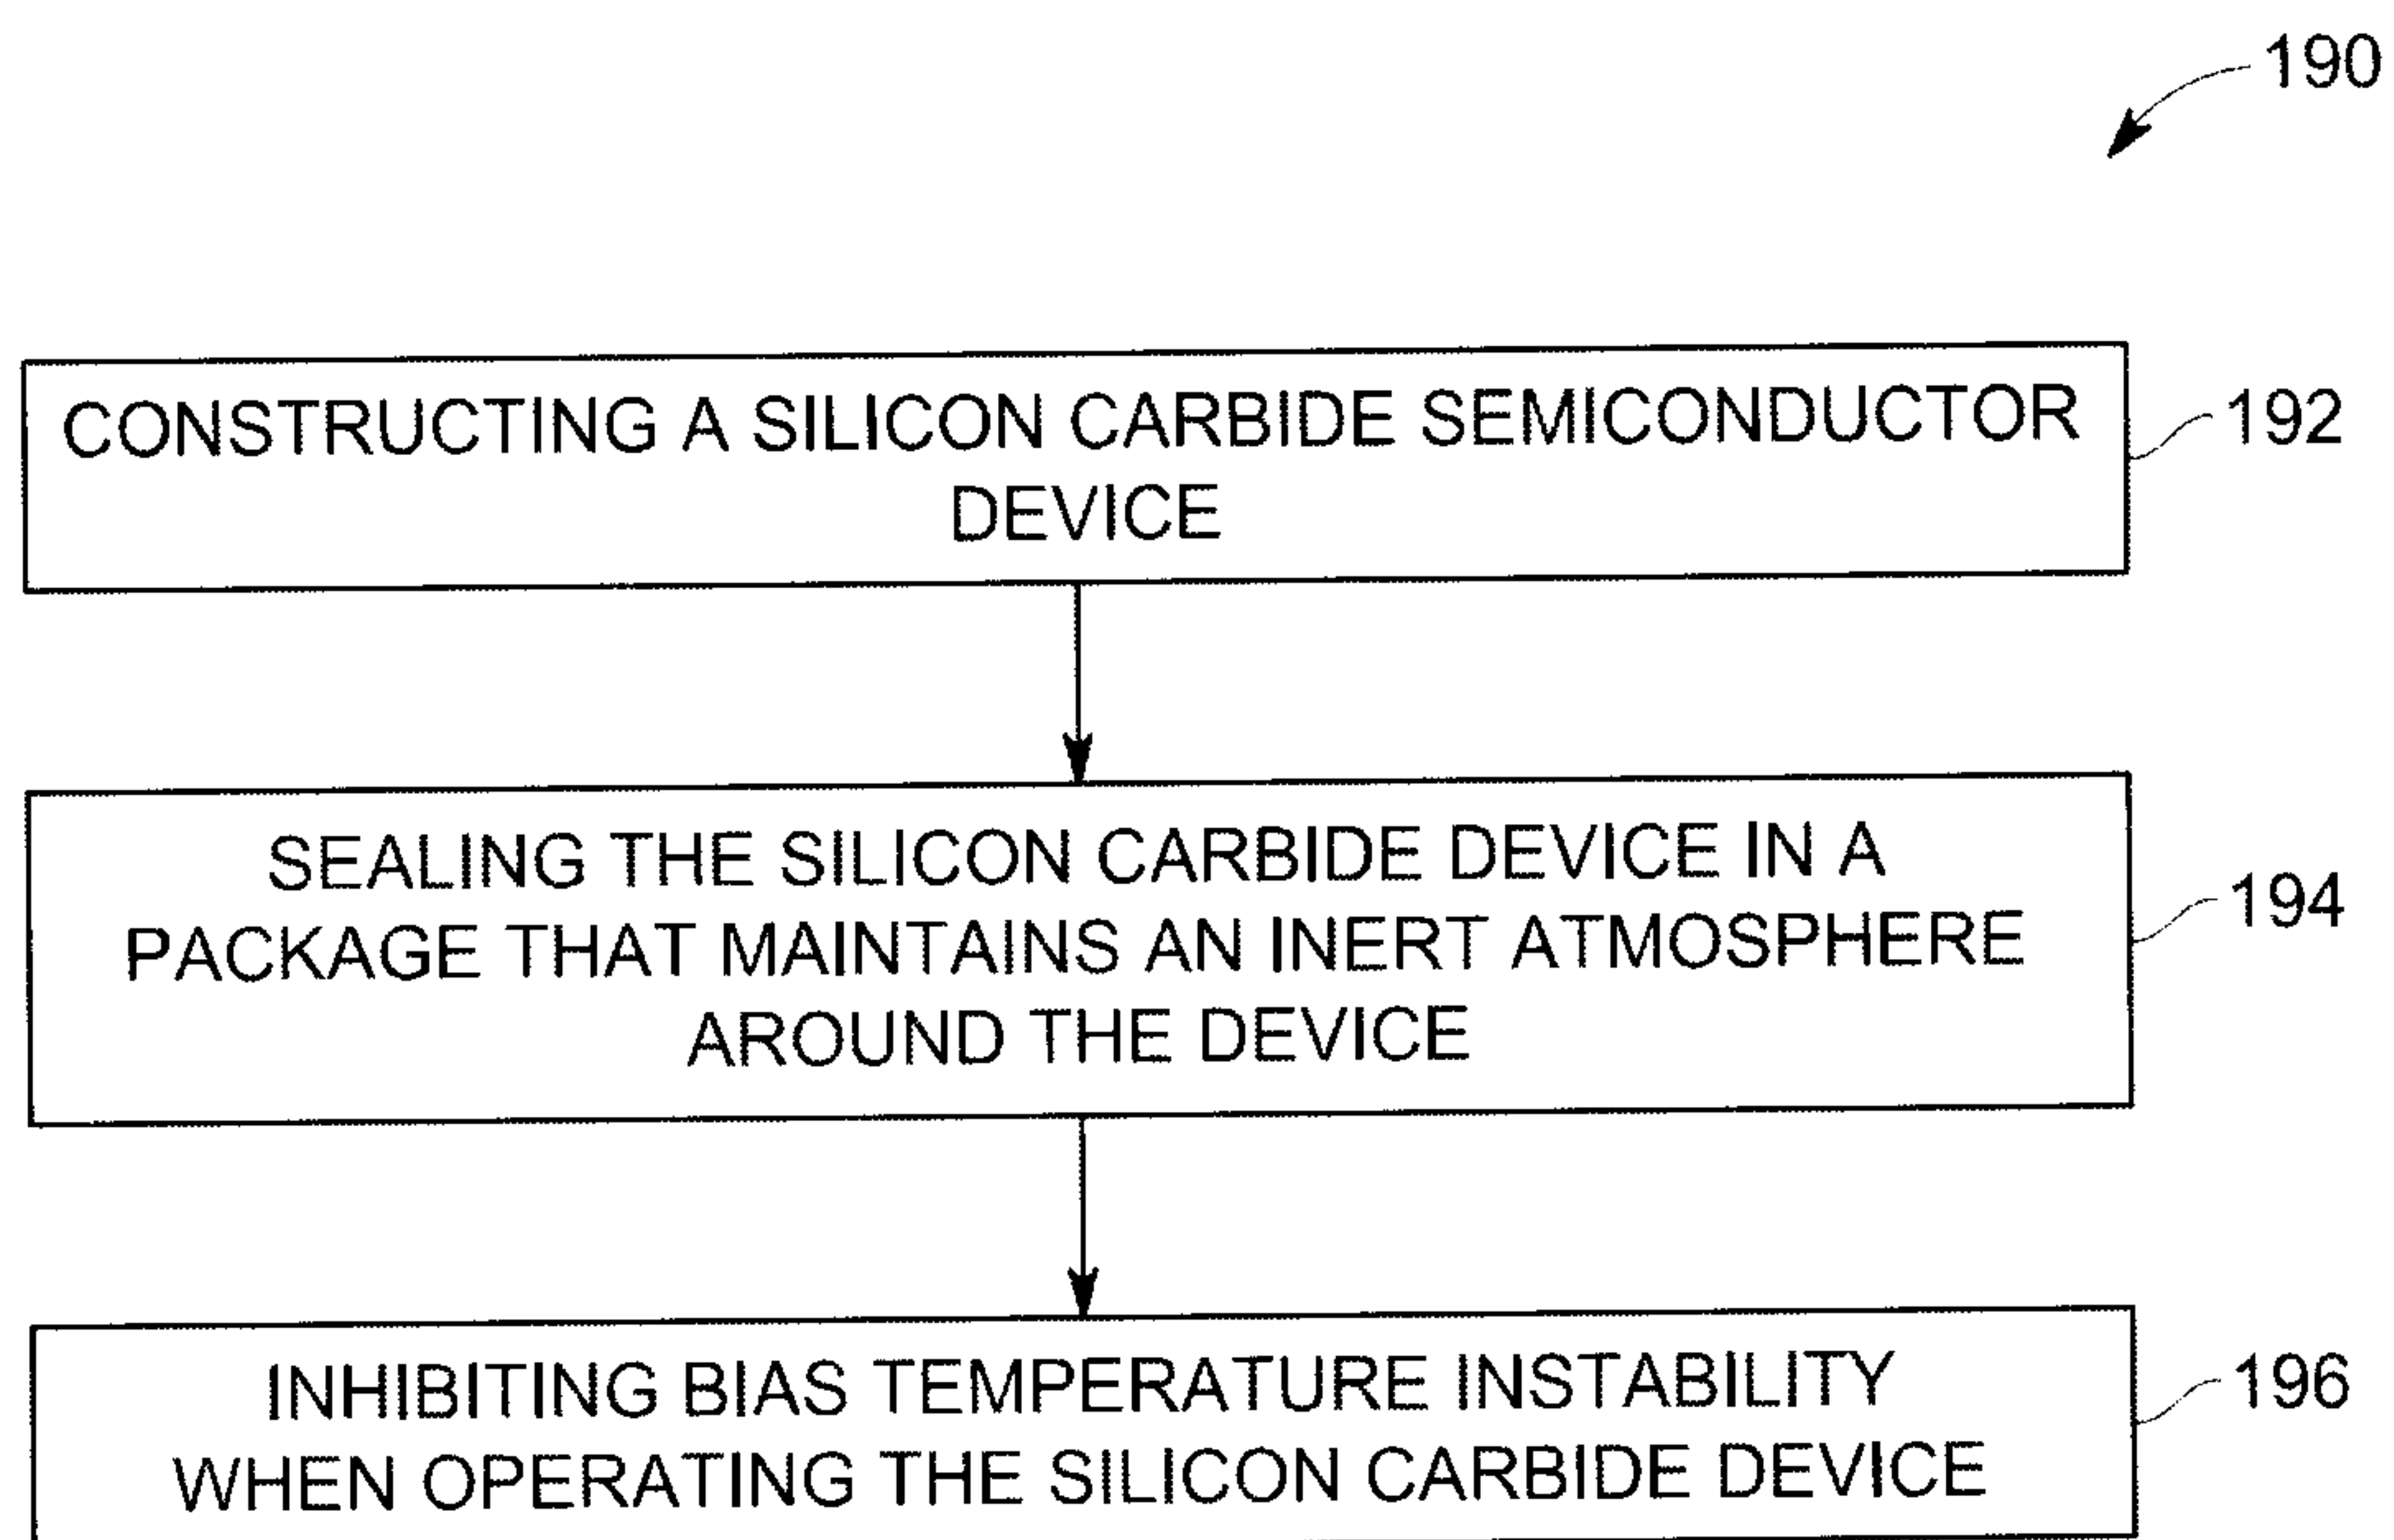 190
CONSTRUCTING A SILICON CARBIDE SEMICONDUCTOR
DEVICE
192
SEALING THE SILICON CARBIDE DEVICE IN A
PACKAGE THAT MAINTAINS AN INERT ATMOSPHERE
AROUND THE DEVICE
194
INHIBITING BIAS TEMPERATURE INSTABILITY
WHEN OPERATING THE SILICON CARBIDE DEVICE
196